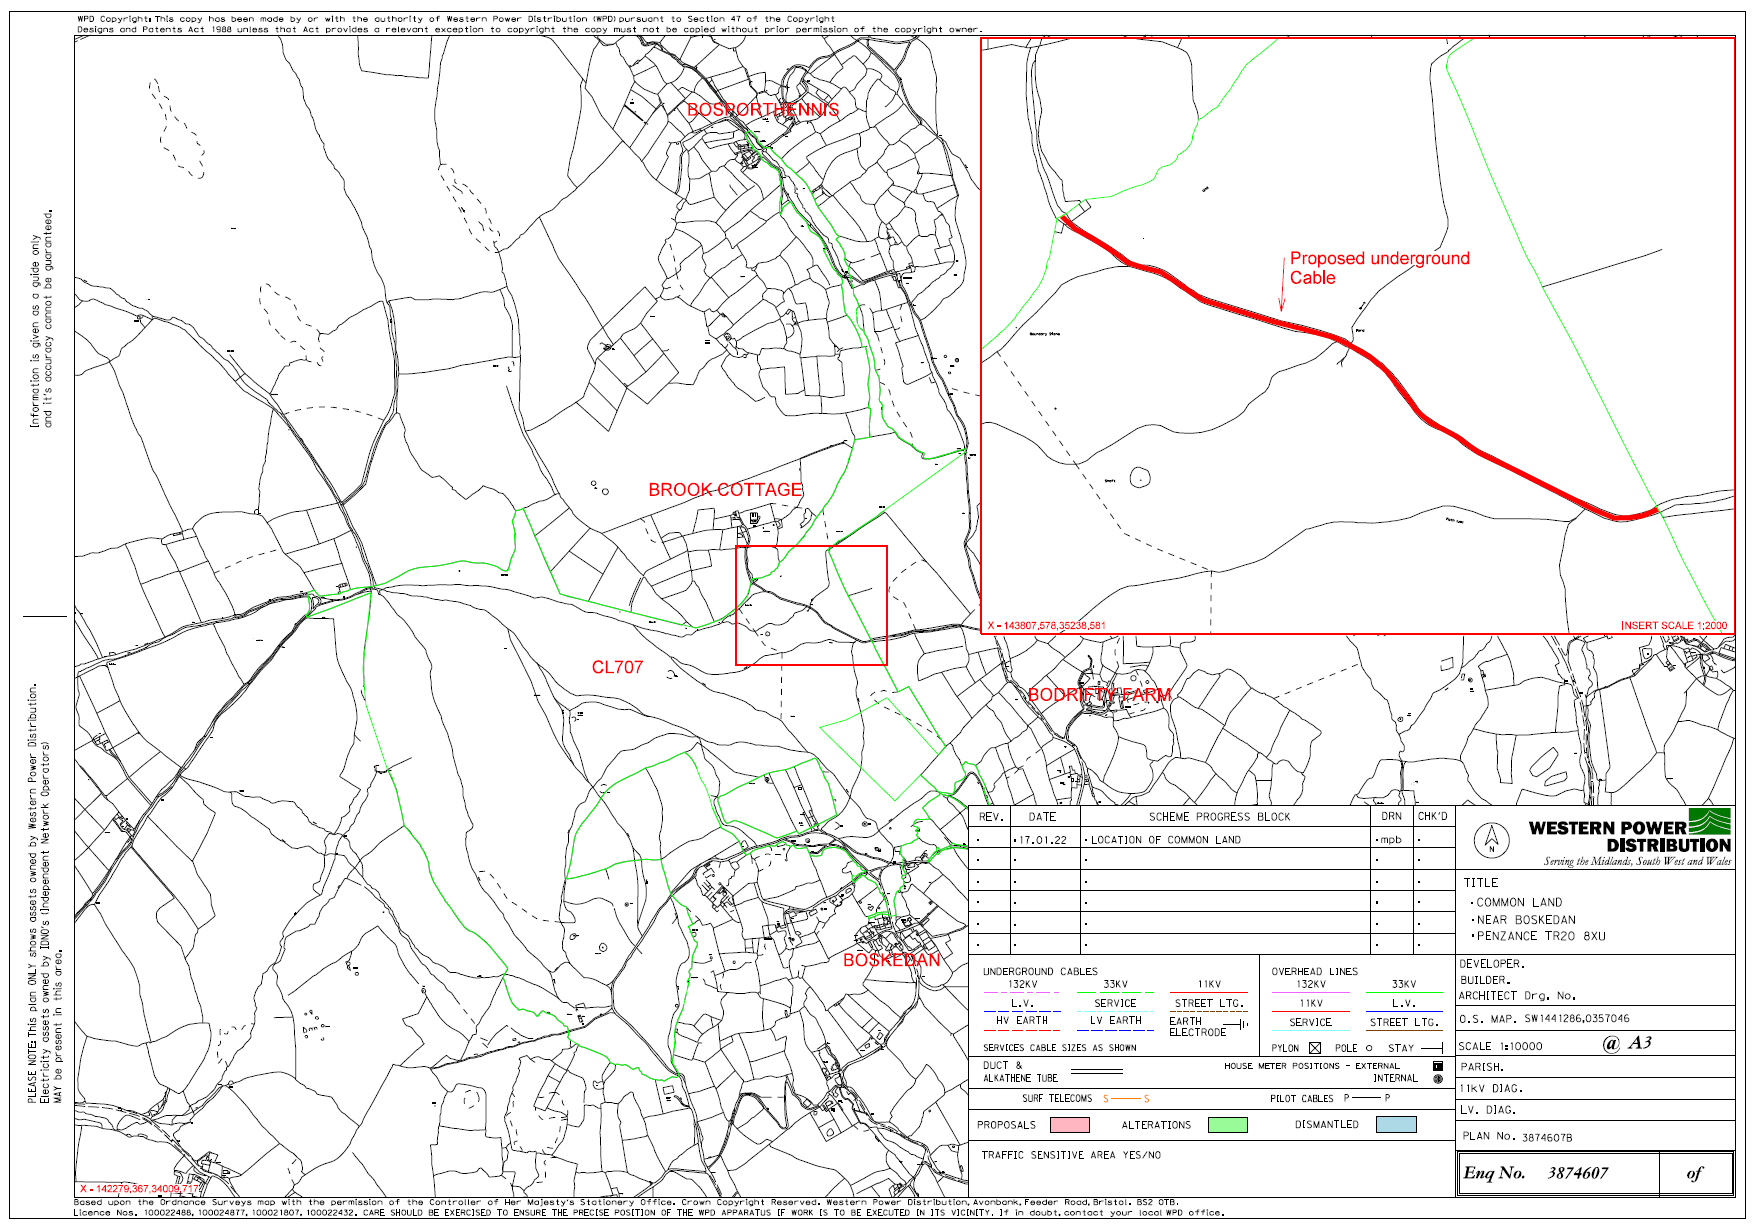 WPD Copyright: This copy has been made by or with the authority of Western Power Distribution (WPD) pursuant to Section 47 of the Copyright
Designs and Patents Act 1988 unless that Act provides a relevant exception to copyright the copy must not be copied without prior permission of the copyright owner.
Information is given as a guide only
and it's accuracy cannot be guaranteed.
PLEASE NOTE: This plan ONLY shows assets owned by Western Power Distribution.
Electricity assets owned by IDNO's (Independent Network Operators)
MAY be present in this area.
BOSPORTHENNIS
BROOK COTTAGE
CL707
BODRIFTY FARM
BOSKEDAN
X - 142279,367,34009,717
Proposed underground
Cable
Boundary Stone
Pond
Shaft
X - 143807,578,35238,581
INSERT SCALE 1:2000
REV. DATE SCHEME PROGRESS BLOCK DRN CHK'D
17.01.22 LOCATION OF COMMON LAND mpb
UNDERGROUND CABLES
132KV 33KV 11KV
L.V. SERVICE STREET LTG.
HV EARTH LV EARTH EARTH ELECTRODE
SERVICES CABLE SIZES AS SHOWN
OVERHEAD LINES
132KV 33KV
11KV L.V.
SERVICE STREET LTG.
PYLON POLE STAY
DUCT &
ALKATHENE TUBE
HOUSE METER POSITIONS - EXTERNAL
INTERNAL
SURF TELECOMS S S
PILOT CABLES P P
PROPOSALS ALTERATIONS DISMANTLED
TRAFFIC SENSITIVE AREA YES/NO
N
WESTERN POWER
DISTRIBUTION
Serving the Midlands, South West and Wales
TITLE
COMMON LAND
NEAR BOSKEDAN
PENZANCE TR20 8XU
DEVELOPER.
BUILDER.
ARCHITECT Drg. No.
O.S. MAP. SW1441286,0357046
SCALE 1:10000 @ A3
PARISH.
11KV DIAG.
LV. DIAG.
PLAN No. 3874607B
Enq No. 3874607 of
Based upon the Ordnance Surveys map with the permission of the Controller of Her Majesty's Stationery Office. Crown Copyright Reserved. Western Power Distribution, Avonbank, Feeder Road, Bristol. BS2 0TB.
Licence Nos. 100022488, 100024877, 100021807, 100022432. CARE SHOULD BE EXERCISED TO ENSURE THE PRECISE POSITION OF THE WPD APPARATUS IF WORK IS TO BE EXECUTED IN ITS VICINITY. If in doubt, contact your local WPD office.